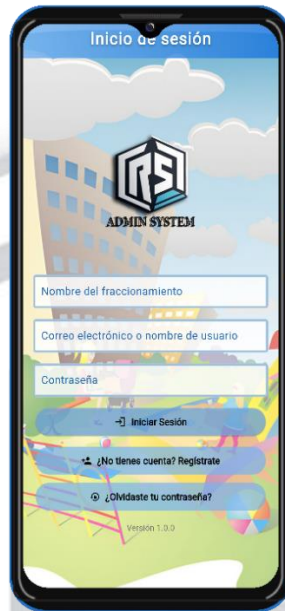 Inicio de sesión
RS
ADMIN SYSTEM
Nombre del fraccionamiento
Correo electrónico o nombre de usuario
Contraseña
Iniciar Sesión
¿No tienes cuenta? Regístrate
¿Olvidaste tu contraseña?
Versión 1.0.0